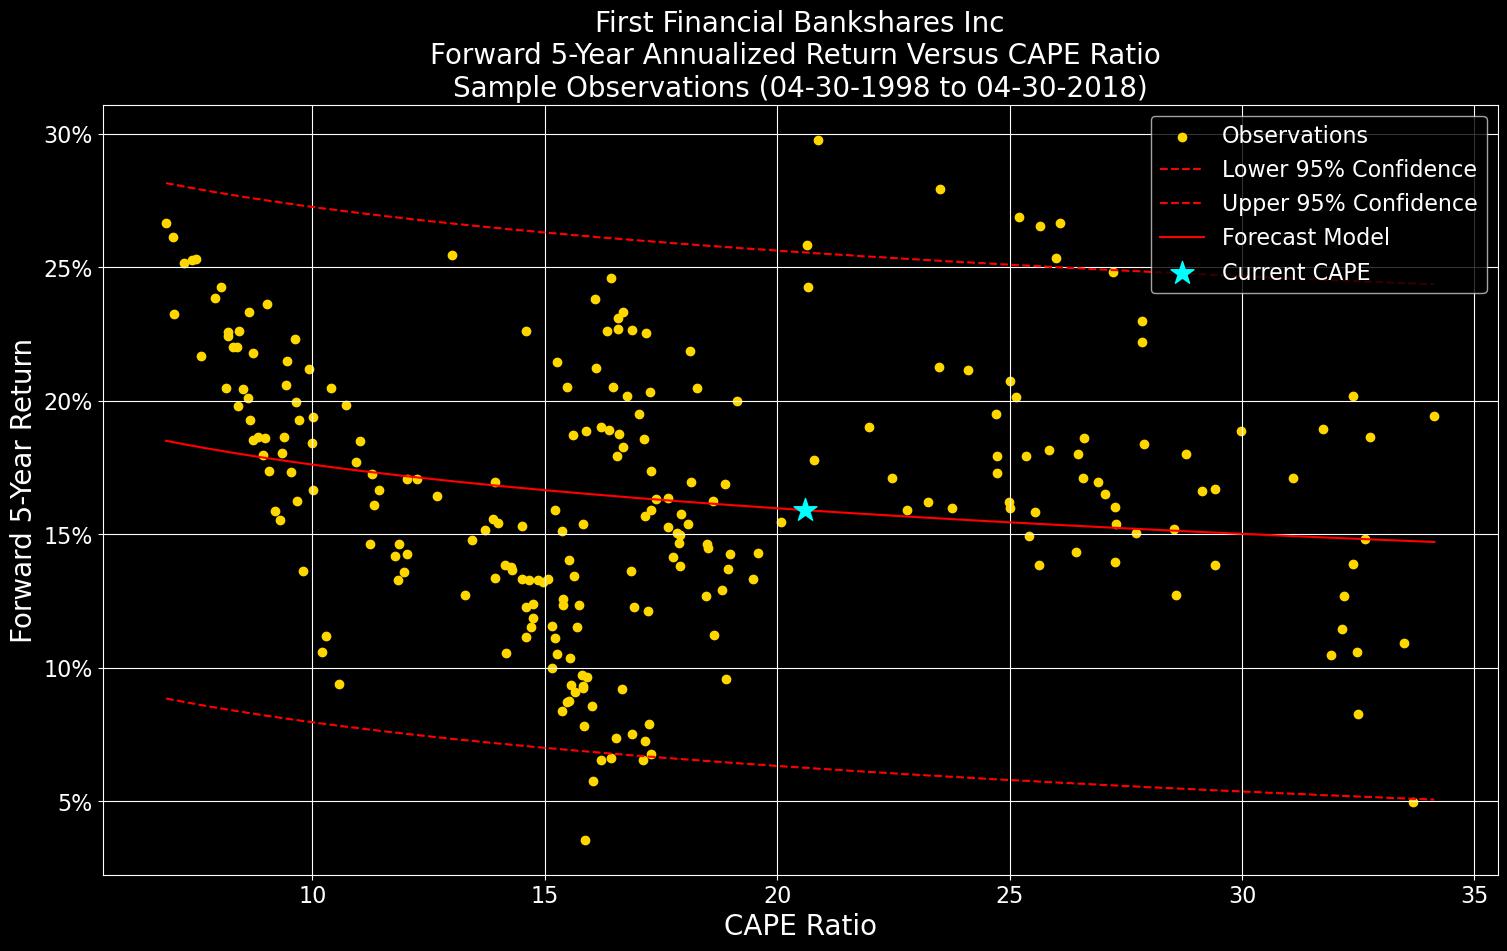 First Financial Bankshares Inc
Forward 5-Year Annualized Return Versus CAPE Ratio
Sample Observations (04-30-1998 to 04-30-2018)
Observations
Lower 95% Confidence
Upper 95% Confidence
Forecast Model
Current CAPE
Forward 5-Year Return
30%
25%
20%
15%
10%
5%
10 15 20 25 30 35
CAPE Ratio